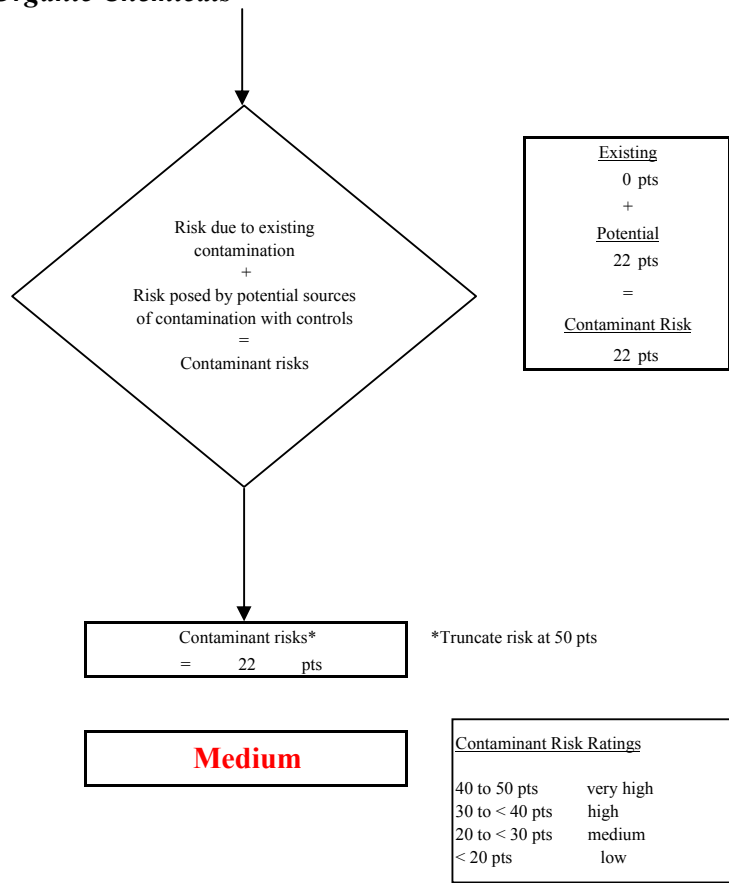 Organic Chemicals
Risk due to existing
contamination
+
Risk posed by potential sources
of contamination with controls
=
Contaminant risks
Existing
0 pts
+
Potential
22 pts
=
Contaminant Risk
22 pts
Contaminant risks*
= 22 pts
*Truncate risk at 50 pts
Medium
Contaminant Risk Ratings
40 to 50 pts very high
30 to < 40 pts high
20 to < 30 pts medium
< 20 pts low